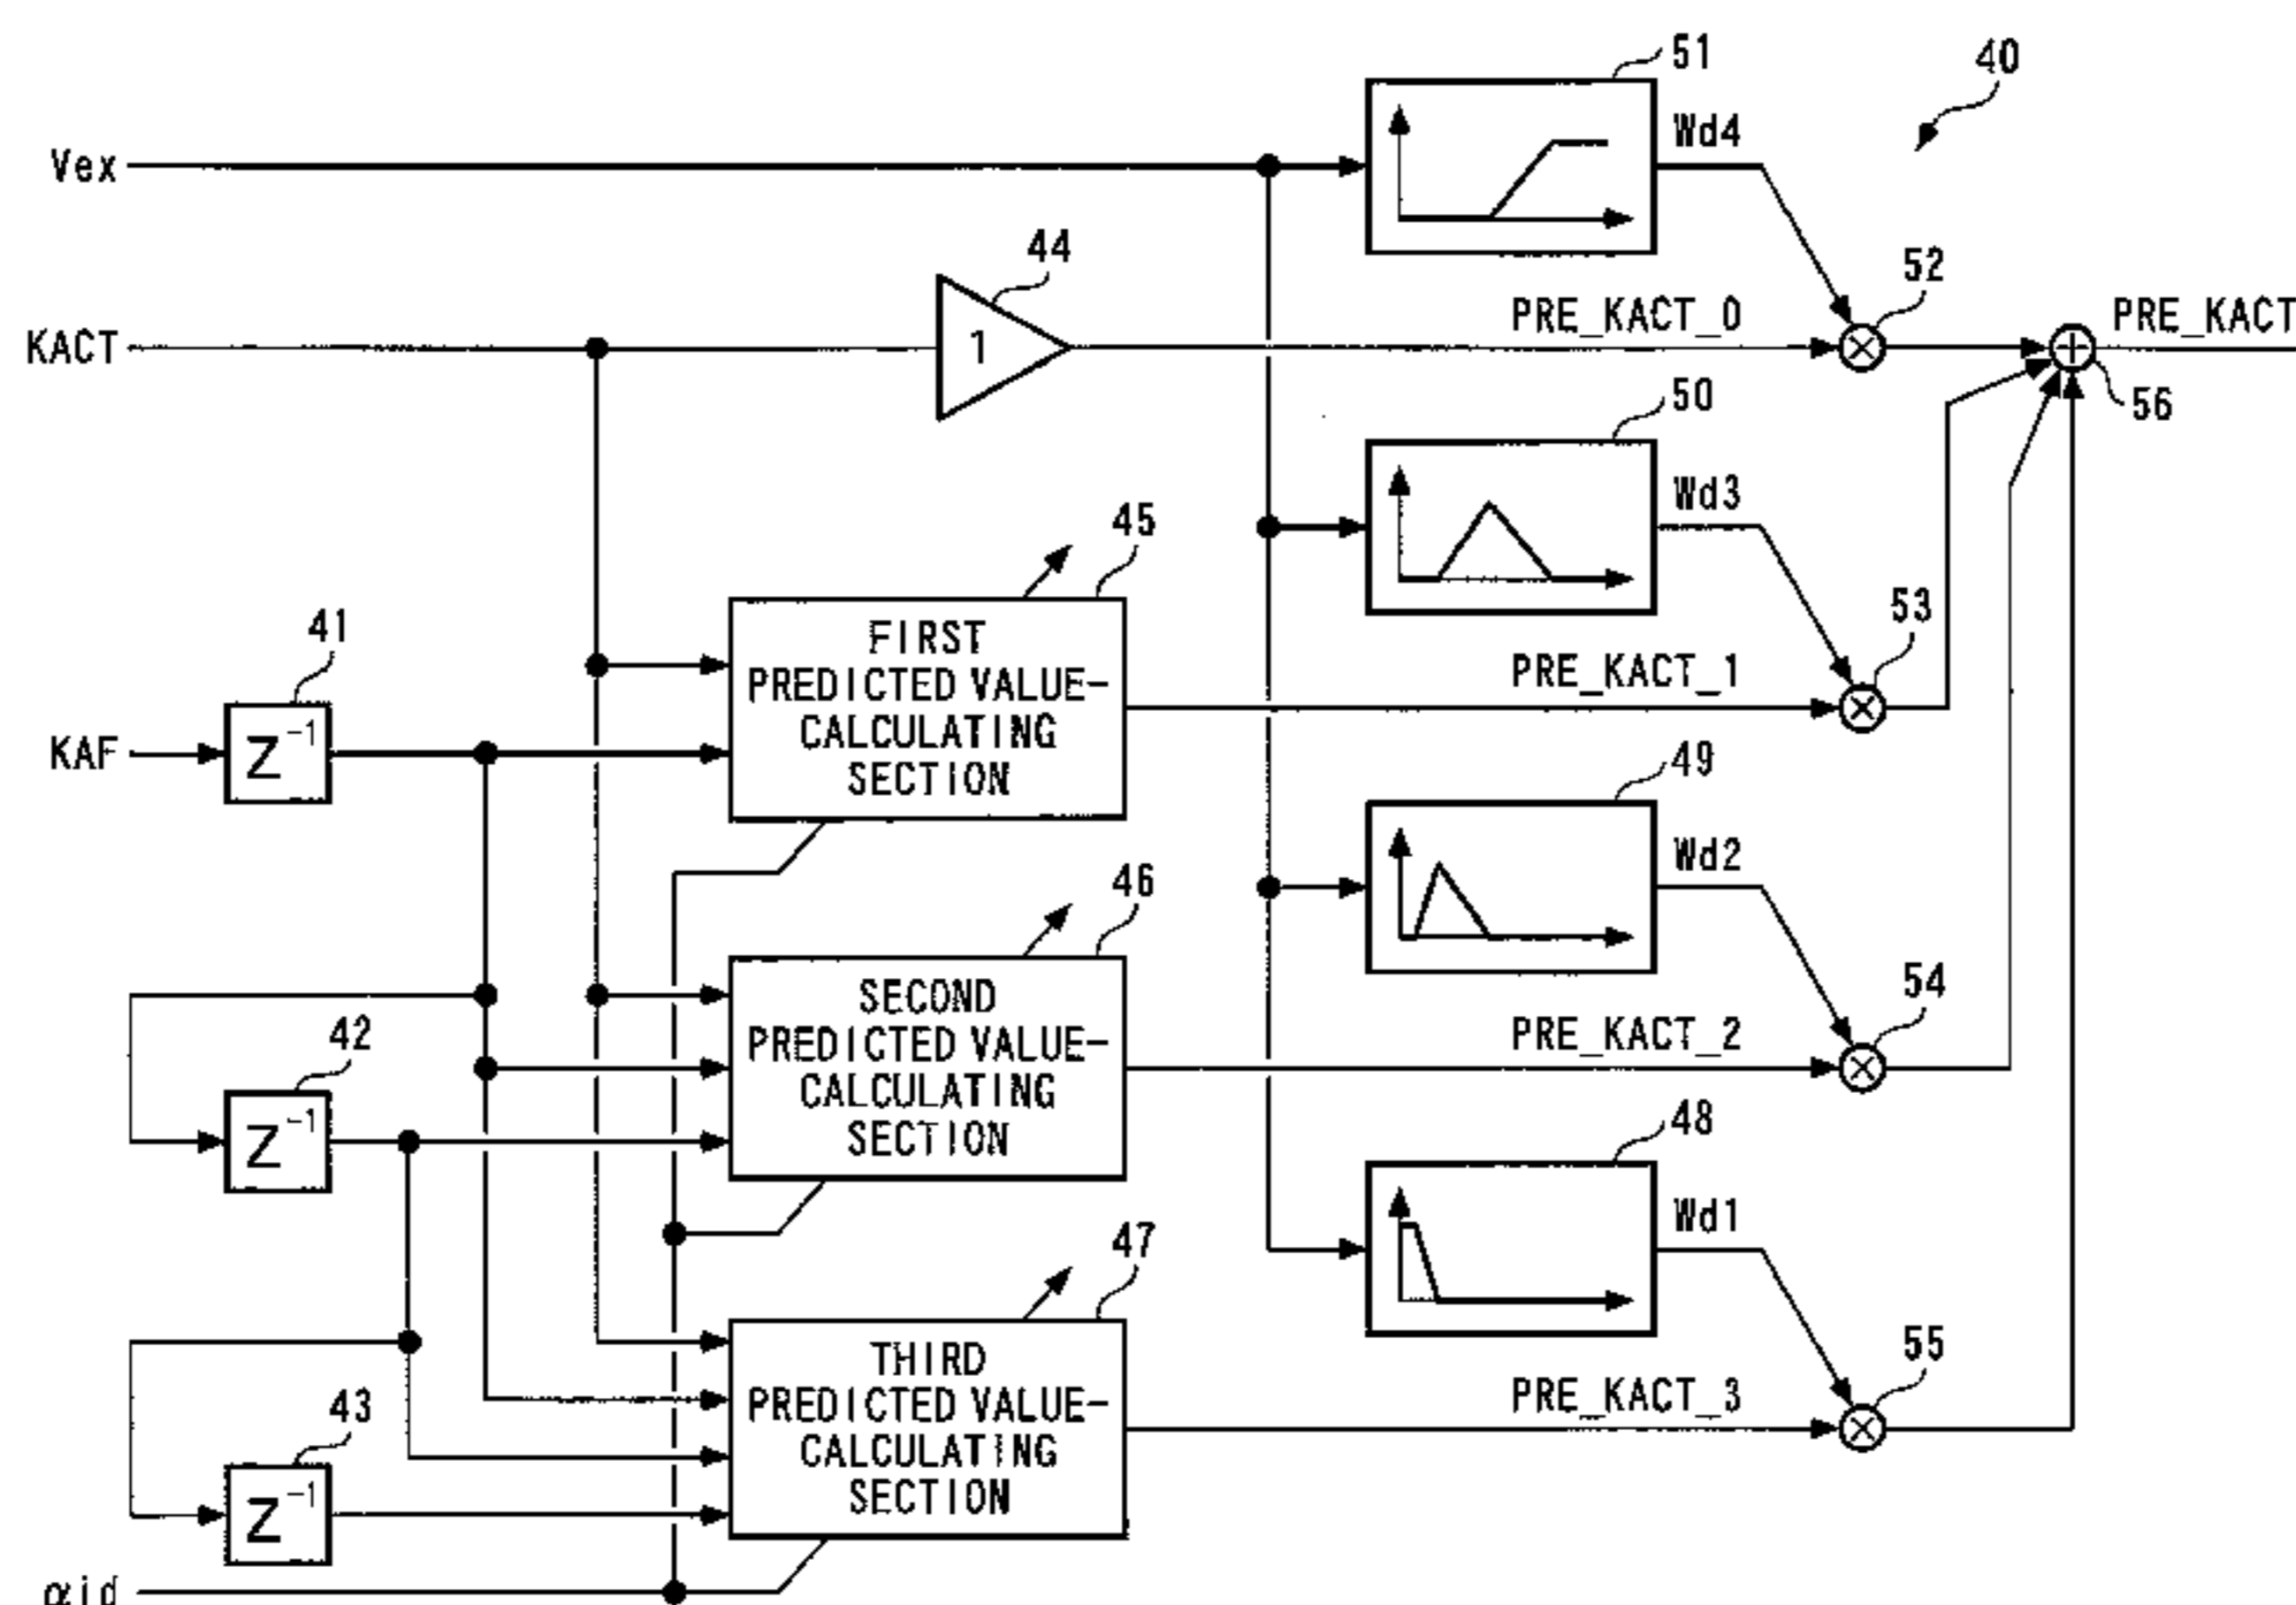 51
40
Vex
Wd4
44
52
KACT
1
PRE_KACT_0
PRE_KACT
50
56
Wd3
45
53
41
FIRST
PREDICTED VALUE-
CALCULATING
SECTION
PRE_KACT_1
KAF
Z-1
49
46
Wd2
54
42
SECOND
PREDICTED VALUE-
CALCULATING
SECTION
PRE_KACT_2
Z-1
48
47
Wd1
55
43
THIRD
PREDICTED VALUE-
CALCULATING
SECTION
PRE_KACT_3
Z-1
αid